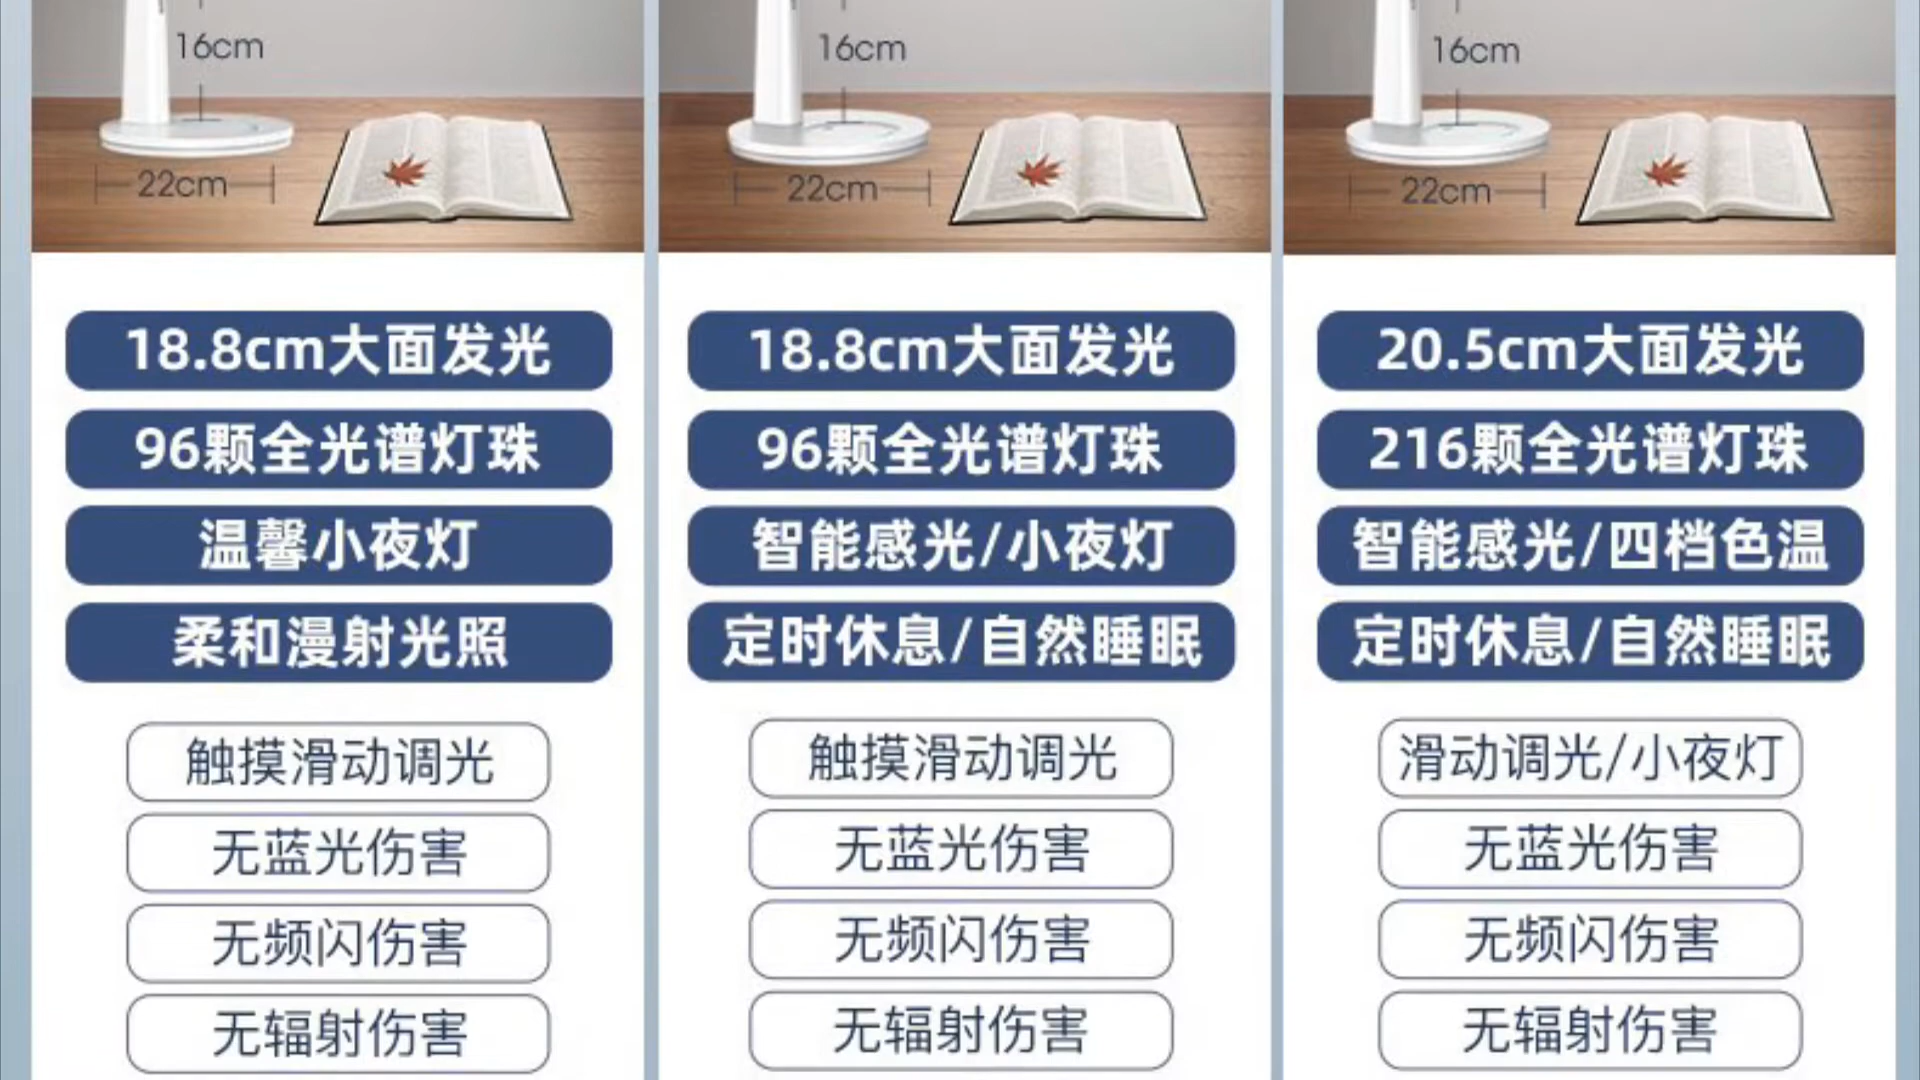 16cm
22cm
18.8cm大面发光
96颗全光谱灯珠
温馨小夜灯
柔和漫射光照
触摸滑动调光
无蓝光伤害
无频闪伤害
无辐射伤害
16cm
22cm
18.8cm大面发光
96颗全光谱灯珠
智能感光/小夜灯
定时休息/自然睡眠
触摸滑动调光
无蓝光伤害
无频闪伤害
无辐射伤害
16cm
22cm
20.5cm大面发光
216颗全光谱灯珠
智能感光/四档色温
定时休息/自然睡眠
滑动调光/小夜灯
无蓝光伤害
无频闪伤害
无辐射伤害